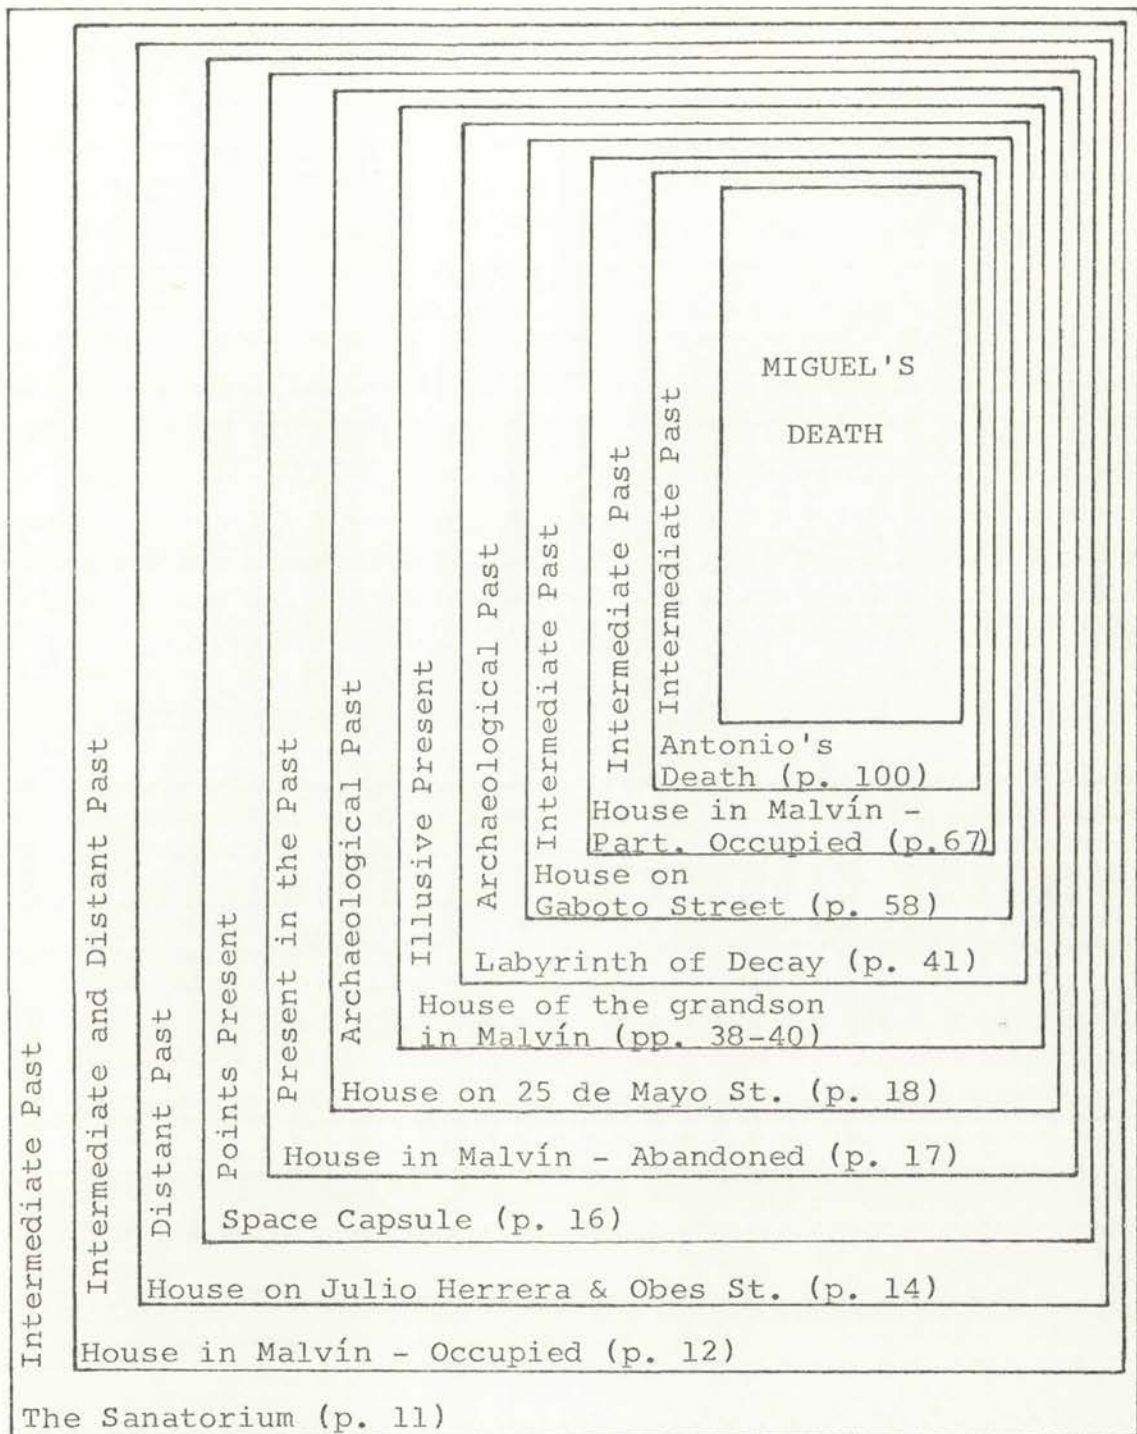 MIGUEL'S
DEATH
Intermediate Past
Antonio's
Death (p. 100)
Intermediate Past
House in Malvín -
Part. Occupied (p.67)
Intermediate Past
House on
Gaboto Street (p. 58)
Archaeological Past
Labyrinth of Decay (p. 41)
Illusive Present
House of the grandson
in Malvín (pp. 38-40)
Archaeological Past
House on 25 de Mayo St. (p. 18)
Present in the Past
House in Malvín - Abandoned (p. 17)
Points Present
Space Capsule (p. 16)
Distant Past
House on Julio Herrera & Obes St. (p. 14)
Intermediate and Distant Past
House in Malvín - Occupied (p. 12)
Intermediate Past
The Sanatorium (p. 11)